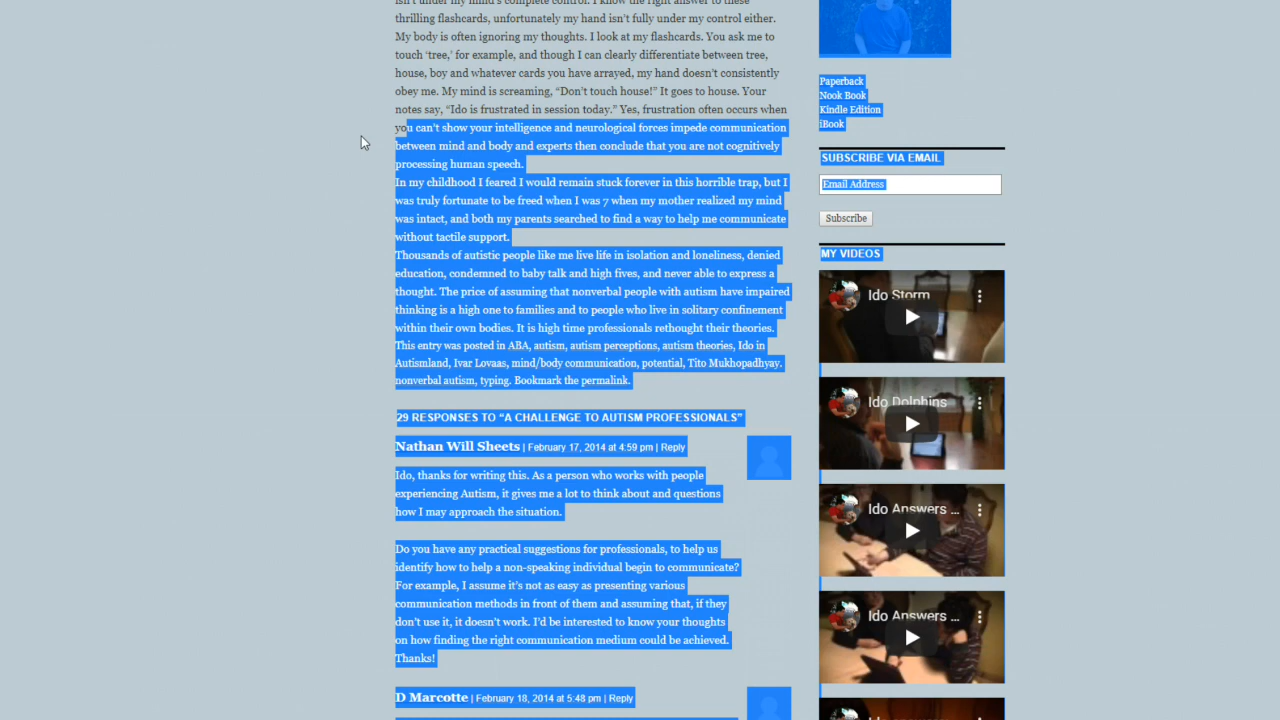 isn't under my mind's complete control. I know the right answer to these
thrilling flashcards, unfortunately my hand isn't fully under my control either.
My body is often ignoring my thoughts. I look at my flashcards. You ask me to
touch 'tree,' for example, and though I can clearly differentiate between tree,
house, boy and whatever cards you have arrayed, my hand doesn't consistently
obey me. My mind is screaming, “Don't touch house!” It goes to house. Your
notes say, “Ido is frustrated in session today.” Yes, frustration often occurs when
you can't show your intelligence and neurological forces impede communication
between mind and body and experts then conclude that you are not cognitively
processing human speech.
In my childhood I feared I would remain stuck forever in this horrible trap, but I
was truly fortunate to be freed when I was 7 when my mother realized my mind
was intact, and both my parents searched to find a way to help me communicate
without tactile support.
Thousands of autistic people like me live life in isolation and loneliness, denied
education, condemned to baby talk and high fives, and never able to express a
thought. The price of assuming that nonverbal people with autism have impaired
thinking is a high one to families and to people who live in solitary confinement
within their own bodies. It is high time professionals rethought their theories.
This entry was posted in ABA, autism, autism perceptions, autism theories, Ido in
Autismland, Ivar Lovaas, mind/body communication, potential, Tito Mukhopadhyay.
nonverbal autism, typing. Bookmark the permalink.
29 RESPONSES TO “A CHALLENGE TO AUTISM PROFESSIONALS”
Nathan Will Sheets | February 17, 2014 at 4:59 pm | Reply
Ido, thanks for writing this. As a person who works with people
experiencing Autism, it gives me a lot to think about and questions
how I may approach the situation.
Do you have any practical suggestions for professionals, to help us
identify how to help a non-speaking individual begin to communicate?
For example, I assume it's not as easy as presenting various
communication methods in front of them and assuming that, if they
don't use it, it doesn't work. I'd be interested to know your thoughts
on how finding the right communication medium could be achieved.
Thanks!
D Marcotte | February 18, 2014 at 5:48 pm | Reply
Paperback
Nook Book
Kindle Edition
iBook
SUBSCRIBE VIA EMAIL
Email Address
Subscribe
MY VIDEOS
Ido Storm
Ido Dolphins
Ido Answers ...
Ido Answers ...